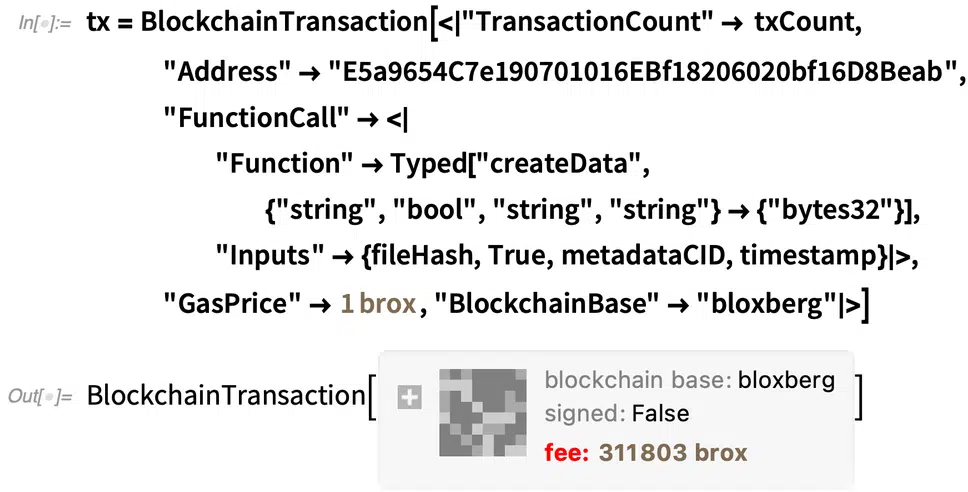 In[•]:= tx = BlockchainTransaction[<|"TransactionCount" → txCount,
"Address" → "E5a9654C7e190701016EBf18206020bf16D8Beab",
"FunctionCall" → <|
"Function" → Typed["createData",
{"string", "bool", "string", "string"} → {"bytes32"}],
"Inputs" → {fileHash, True, metadataCID, timestamp}|>,
"GasPrice" → 1 brox, "BlockchainBase" → "bloxberg"|>]
Out[•]= BlockchainTransaction[ blockchain base: bloxberg ]
signed: False
fee: 311803 brox